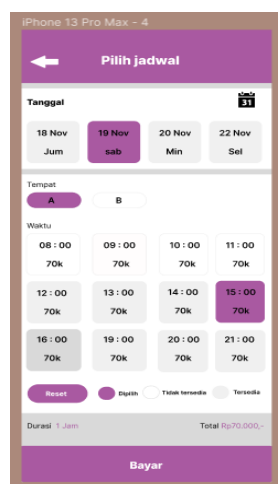 iPhone 13 Pro Max - 4
Pilih jadwal
Tanggal
31
18 Nov 19 Nov 20 Nov 22 Nov
Jum sab Min Sel
Tempat
A B
Waktu
08 : 00 09 : 00 10 : 00 11 : 00
70k 70k 70k 70k
12 : 00 13 : 00 14 : 00 15 : 00
70k 70k 70k 70k
16 : 00 19 : 00 20 : 00 21 : 00
70k 70k 70k 70k
Reset Dipilih Tidak tersedia Tersedia
Durasi 1 Jam Total Rp70.000,-
Bayar